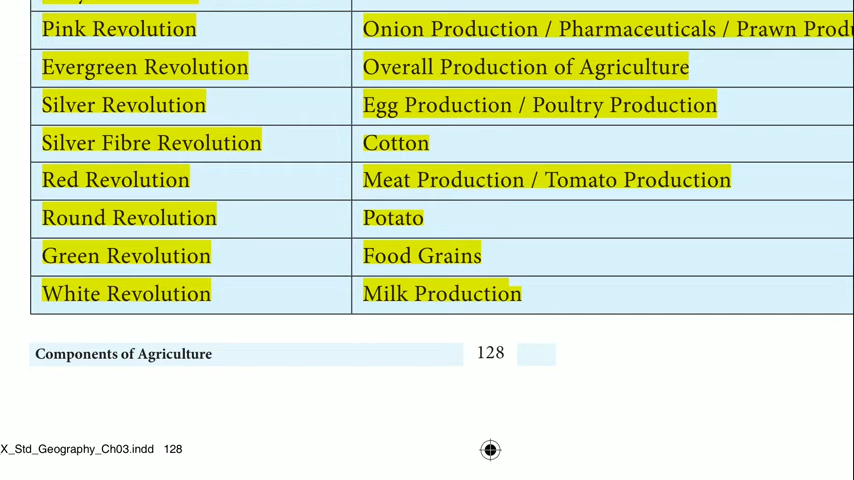 Pink Revolution Onion Production / Pharmaceuticals / Prawn
Evergreen Revolution Overall Production of Agriculture
Silver Revolution Egg Production / Poultry Production
Silver Fibre Revolution Cotton
Red Revolution Meat Production / Tomato Production
Round Revolution Potato
Green Revolution Food Grains
White Revolution Milk Production
Components of Agriculture 128
X_Std_Geography_Ch03.indd 128